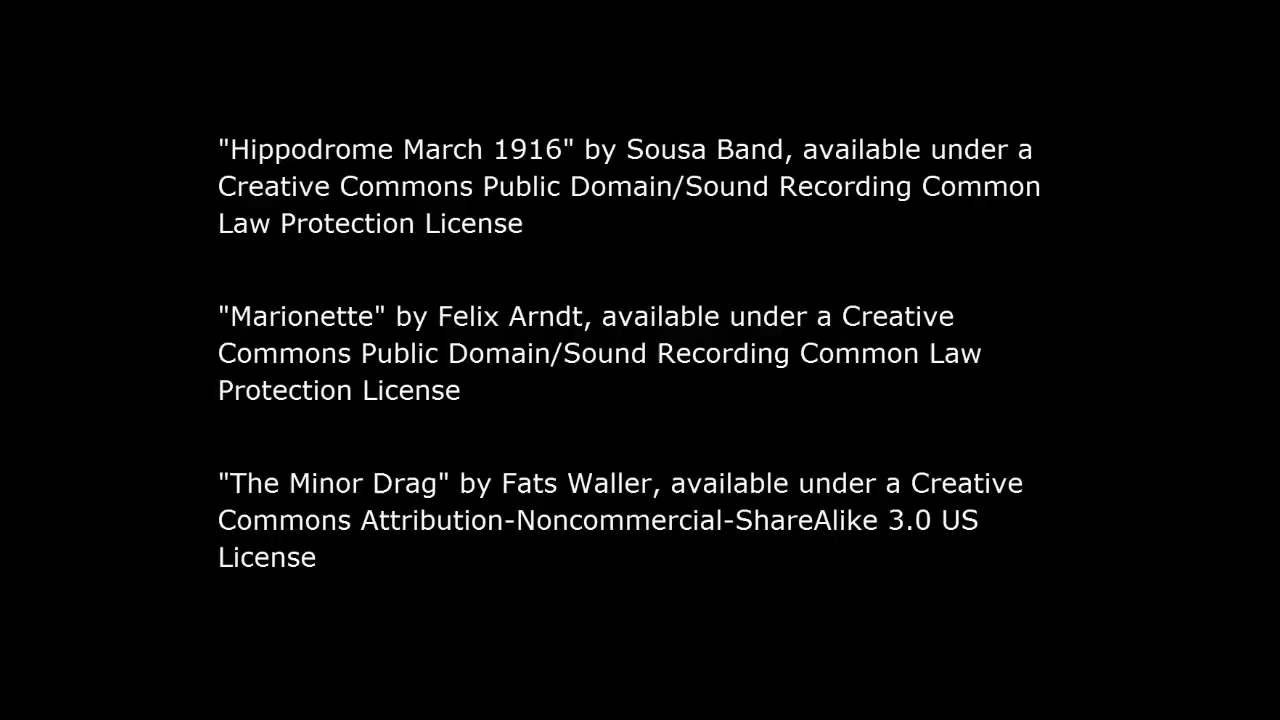 "Hippodrome March 1916" by Sousa Band, available under a
Creative Commons Public Domain/Sound Recording Common
Law Protection License
"Marionette" by Felix Arndt, available under a Creative
Commons Public Domain/Sound Recording Common Law
Protection License
"The Minor Drag" by Fats Waller, available under a Creative
Commons Attribution-Noncommercial-ShareAlike 3.0 US
License